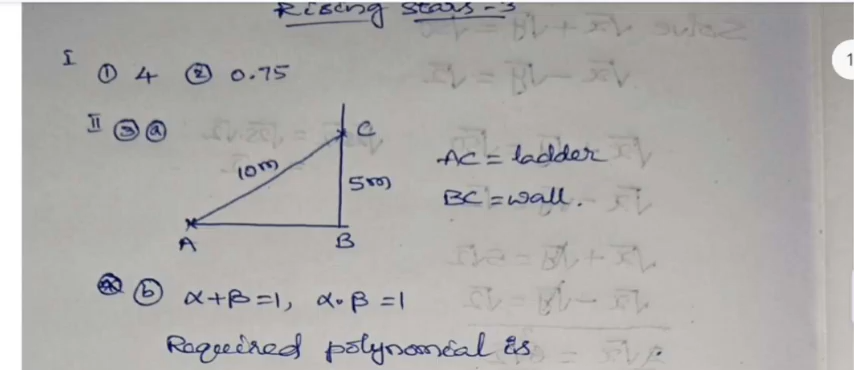 Rising Stars - 3
I
① 4 ② 0.75
II ③ ⓐ
C
10m
5m
A
B
AC = ladder
BC = wall.
ⓑ α+β=1, α.β=1
Required polynomial is
1